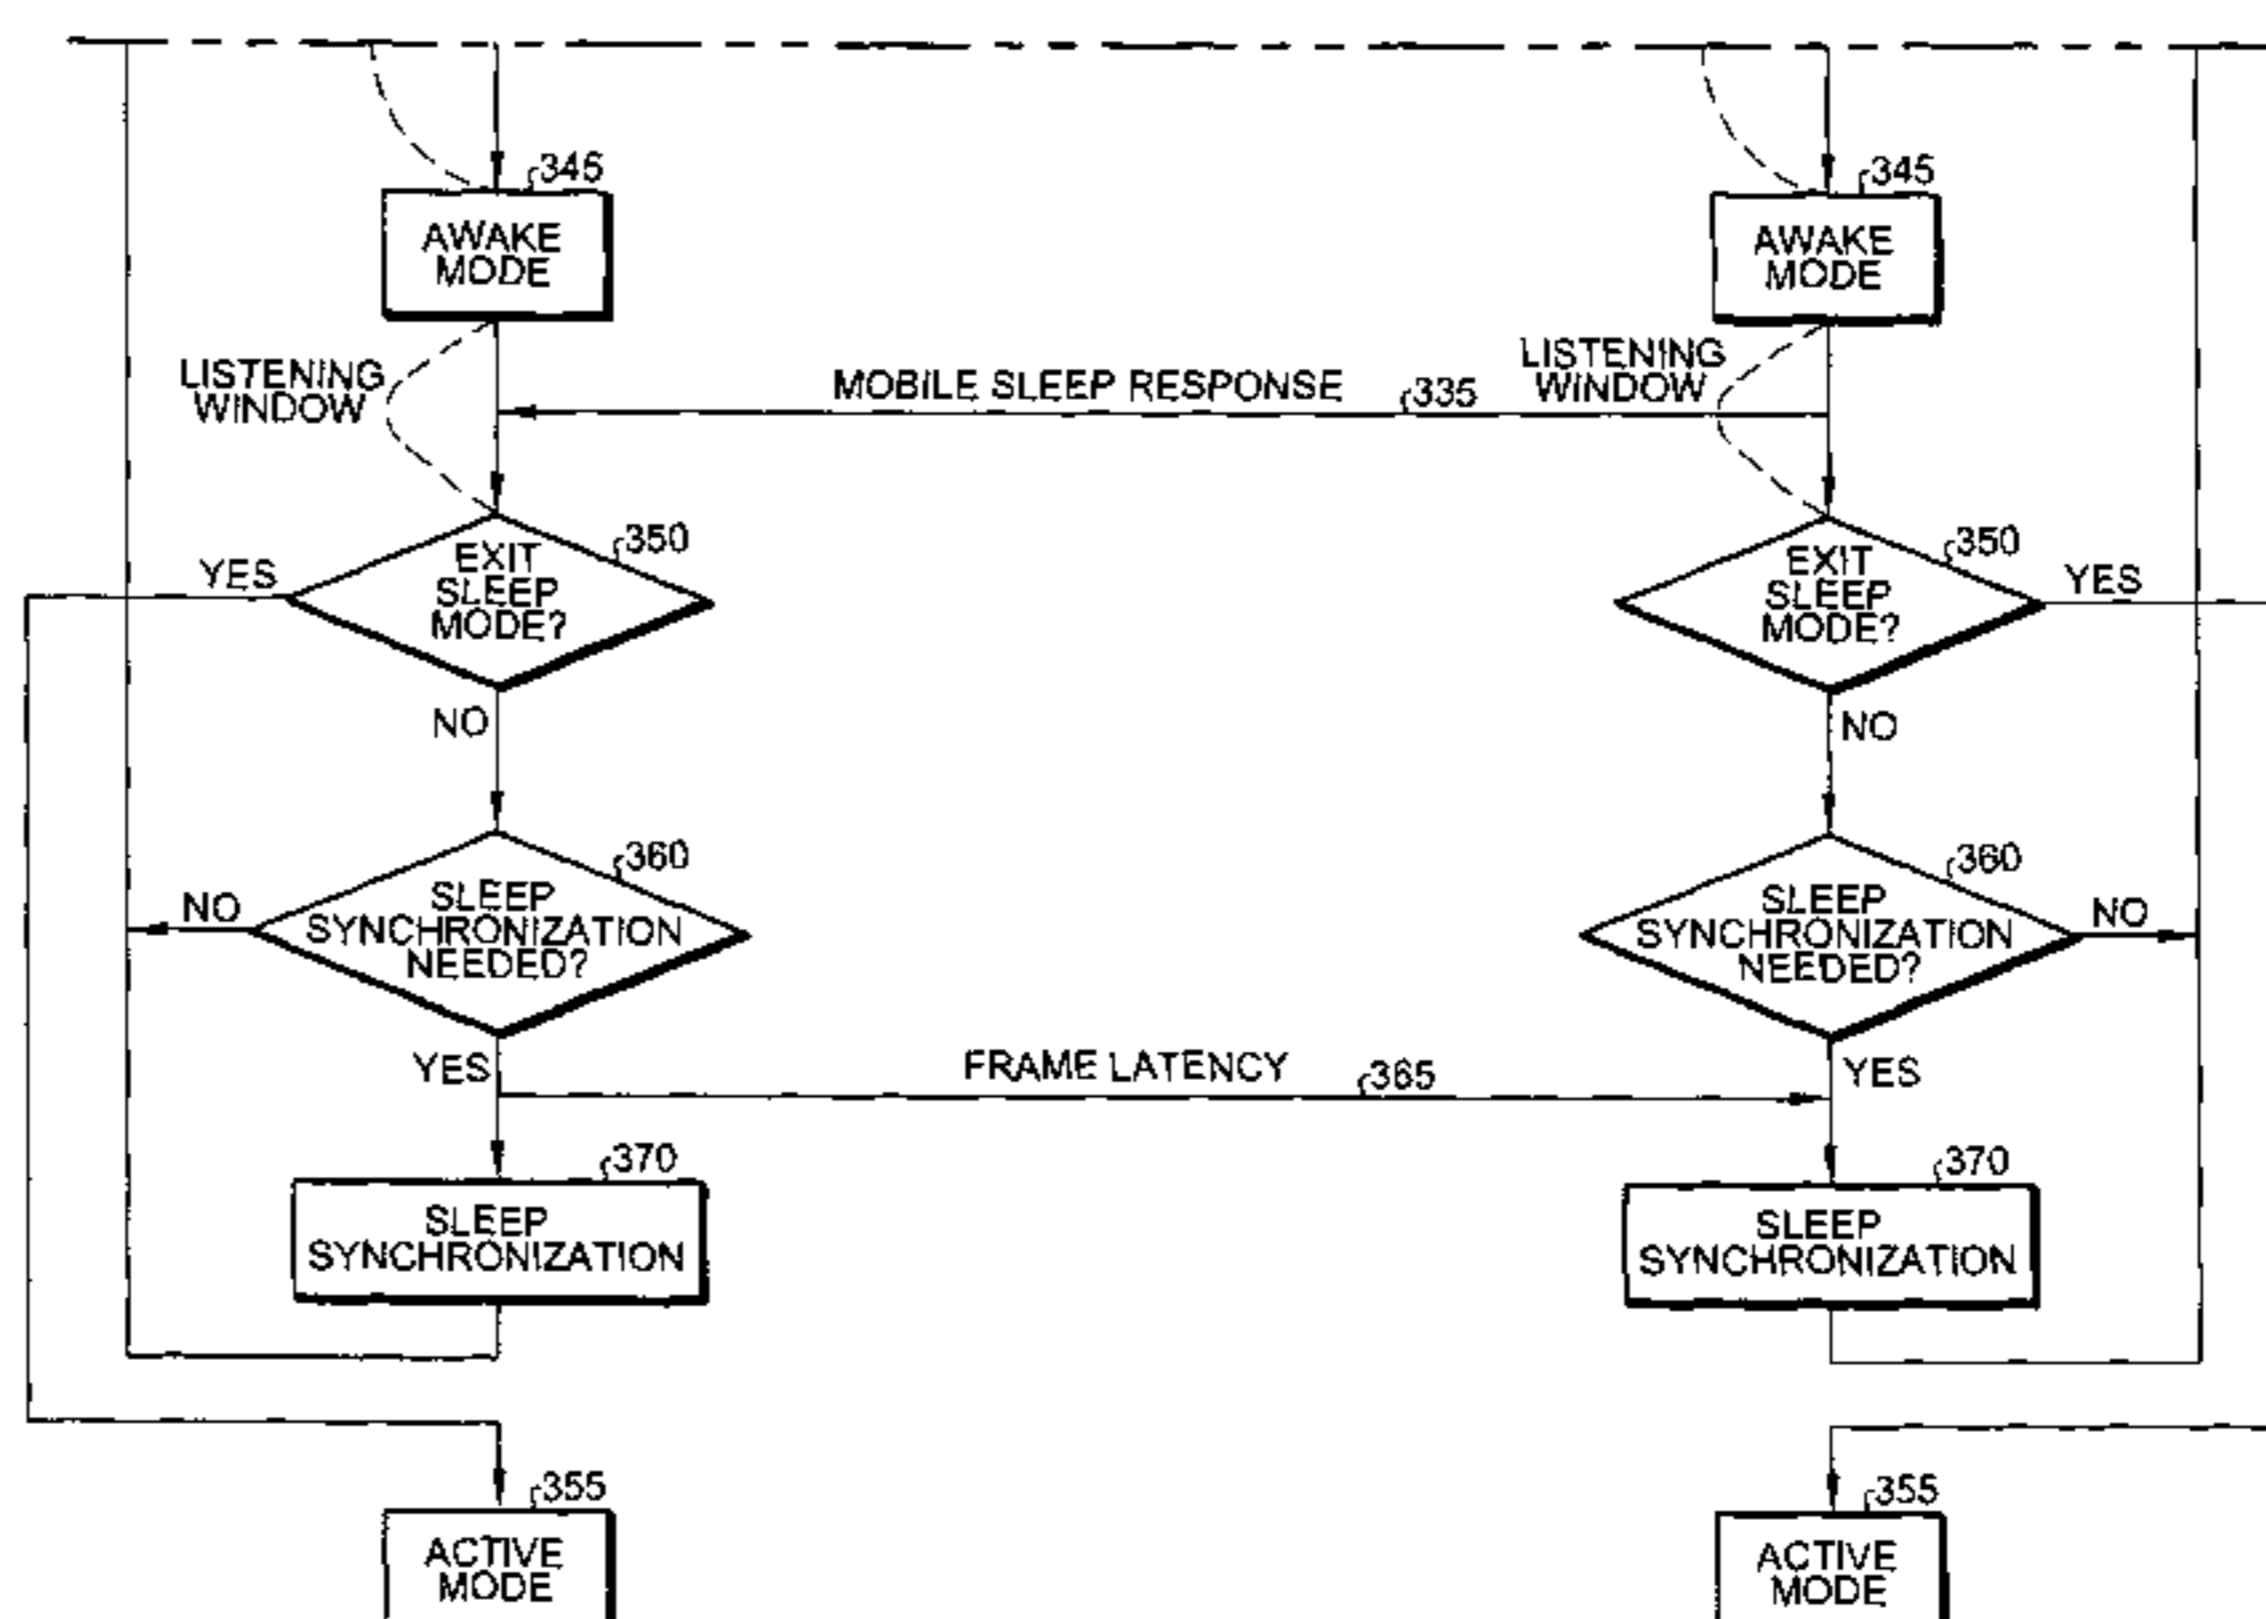 345
AWAKE
MODE
345
AWAKE
MODE
LISTENING
WINDOW
MOBILE SLEEP RESPONSE
335
LISTENING
WINDOW
350
EXIT
SLEEP
MODE?
YES
NO
350
EXIT
SLEEP
MODE?
YES
NO
360
SLEEP
SYNCHRONIZATION
NEEDED?
NO
YES
360
SLEEP
SYNCHRONIZATION
NEEDED?
NO
YES
FRAME LATENCY
365
370
SLEEP
SYNCHRONIZATION
370
SLEEP
SYNCHRONIZATION
355
ACTIVE
MODE
355
ACTIVE
MODE